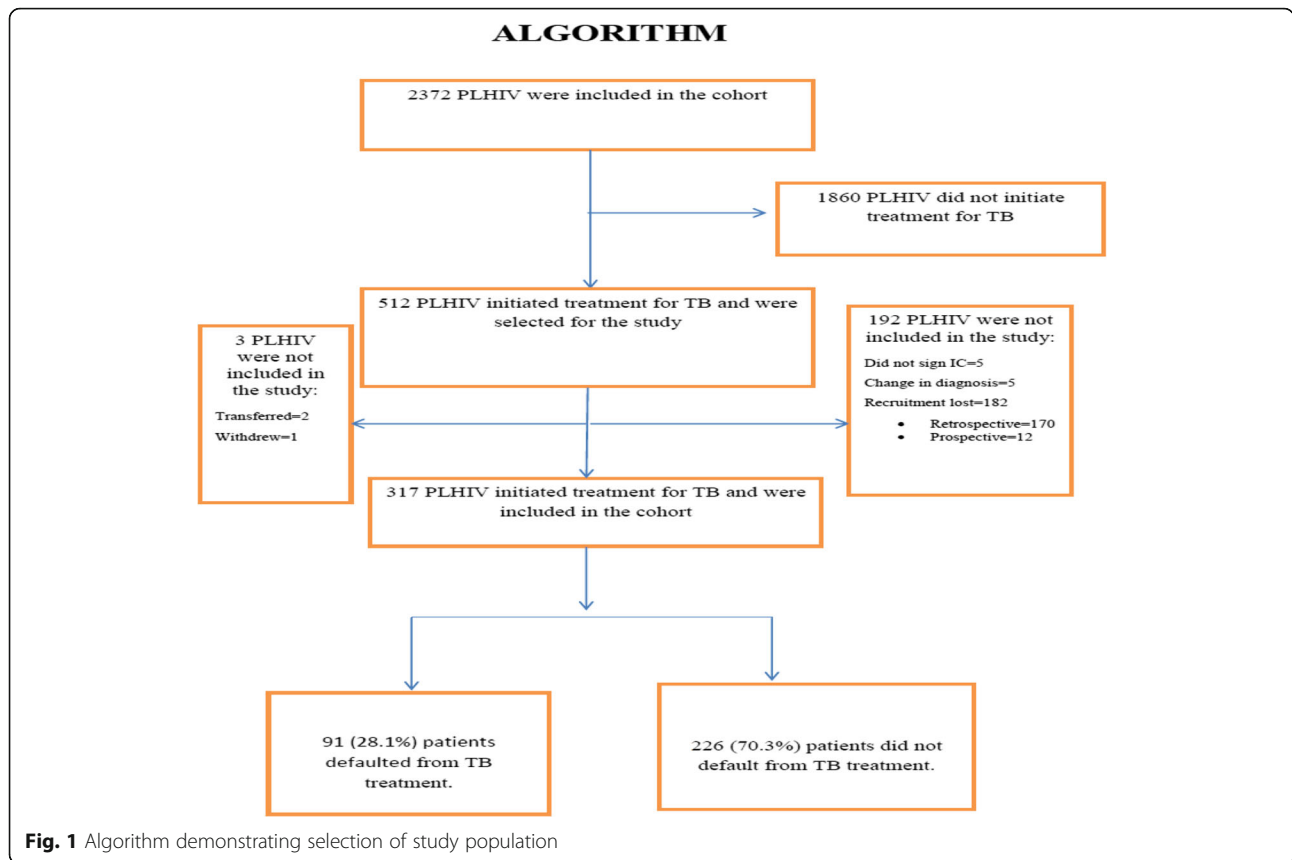 ALGORITHM
2372 PLHIV were included in the cohort
1860 PLHIV did not initiate
treatment for TB
512 PLHIV initiated treatment for TB and were
selected for the study
3 PLHIV
were not
included in
the study:
Transferred=2
Withdrew=1
192 PLHIV were not
included in the study:
Did not sign IC=5
Change in diagnosis=5
Recruitment lost=182
• Retrospective=170
• Prospective=12
317 PLHIV initiated treatment for TB and were
included in the cohort
91 (28.1%) patients
defaulted from TB
treatment.
226 (70.3%) patients did not
default from TB treatment.
Fig. 1 Algorithm demonstrating selection of study population